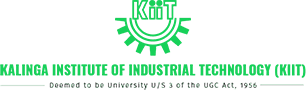 KiiT
KALINGA INSTITUTE OF INDUSTRIAL TECHNOLOGY (KIIT)
Deemed to be University U/S 3 of the UGC Act, 1956